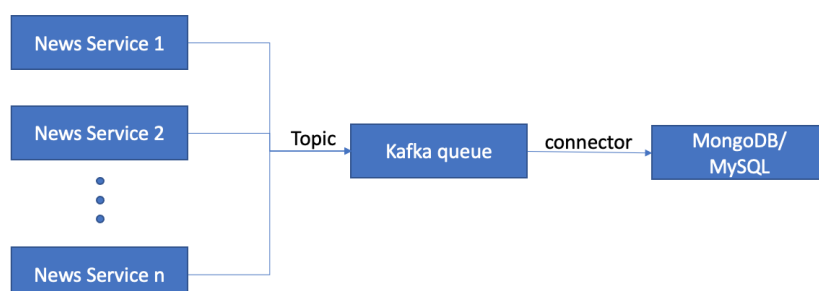 News Service 1
News Service 2
News Service n
Topic
Kafka queue
connector
MongoDB/
MySQL